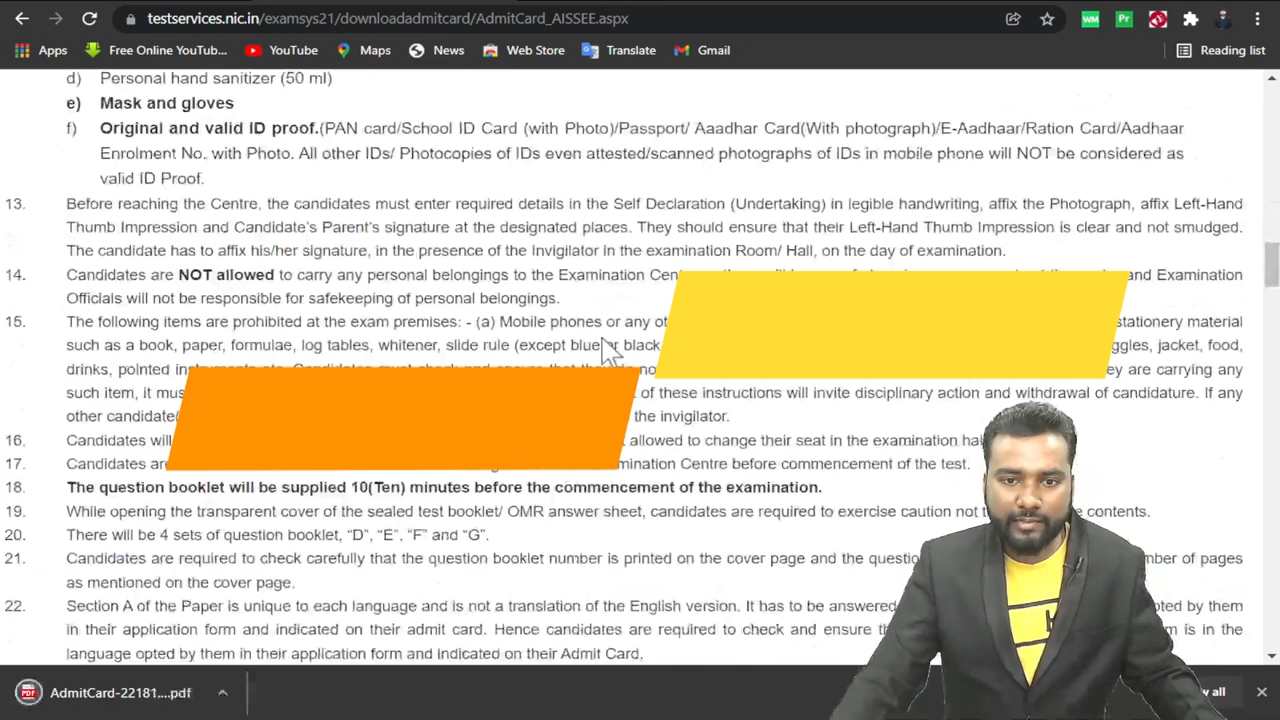 testservices.nic.in/examsys21/downloadadmitcard/AdmitCard_AISSEE.aspx
WM Pr
Apps Free Online YouTub... YouTube Maps News Web Store Translate Gmail Reading list
d) Personal hand sanitizer (50 ml)
e) Mask and gloves
f) Original and valid ID proof.(PAN card/School ID Card (with Photo)/Passport/ Aaadhar Card(With photograph)/E-Aadhaar/Ration Card/Aadhaar
Enrolment No. with Photo. All other IDs/ Photocopies of IDs even attested/scanned photographs of IDs in mobile phone will NOT be considered as
valid ID Proof.
13. Before reaching the Centre, the candidates must enter required details in the Self Declaration (Undertaking) in legible handwriting, affix the Photograph, affix Left-Hand
Thumb Impression and Candidate's Parent's signature at the designated places. They should ensure that their Left-Hand Thumb Impression is clear and not smudged.
The candidate has to affix his/her signature, in the presence of the Invigilator in the examination Room/ Hall, on the day of examination.
14. Candidates are NOT allowed to carry any personal belongings to the Examination and Examination
Officials will not be responsible for safekeeping of personal belongings.
15. The following items are prohibited at the exam premises: - (a) Mobile phones or any stationery material
such as a book, paper, formulae, log tables, whitener, slide rule (except blue or black jacket, food,
drinks, pointed are carrying any
such item, it of these instructions will invite disciplinary action and withdrawal of candidature. If any
other the invigilator.
16. Candidates allowed to change their seat in the examination
17. Candidates Centre before commencement of the test.
18. The question booklet will be supplied 10(Ten) minutes before the commencement of the examination.
19. While opening the transparent cover of the sealed test booklet/ OMR answer sheet, candidates are required to exercise caution contents.
20. There will be 4 sets of question booklet, “D”, “E”, “F” and “G”.
21. Candidates are required to check carefully that the question booklet number is printed on the cover page and the of pages
as mentioned on the cover page.
22. Section A of the Paper is unique to each language and is not a translation of the English version. It has to be answered by them
in their application form and indicated on their admit card. Hence candidates are required to check and ensure is in the
language opted by them in their application form and indicated on their Admit Card.
PDF AdmitCard-22181....pdf all